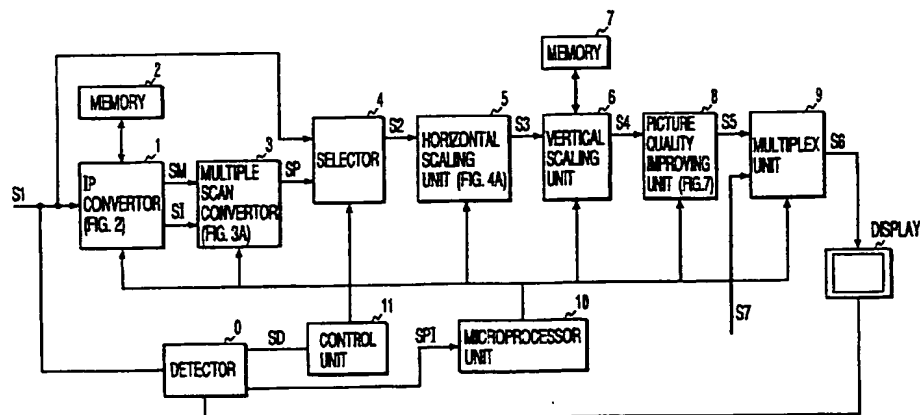 7
MEMORY
2
MEMORY
4
5
6
8
9
S1
1
IP
CONVERTOR
(FIG. 2)
SM
SI
3
MULTIPLE
SCAN
CONVERTOR
(FIG. 3A)
SP
SELECTOR
S2
HORIZONTAL
SCALING
UNIT (FIG. 4A)
S3
VERTICAL
SCALING
UNIT
S4
PICTURE
QUALITY
IMPROVING
UNIT (FIG.7)
S5
MULTIPLEX
UNIT
S6
DISPLAY
S7
0
DETECTOR
SD
11
CONTROL
UNIT
SPI
10
MICROPROCESSOR
UNIT